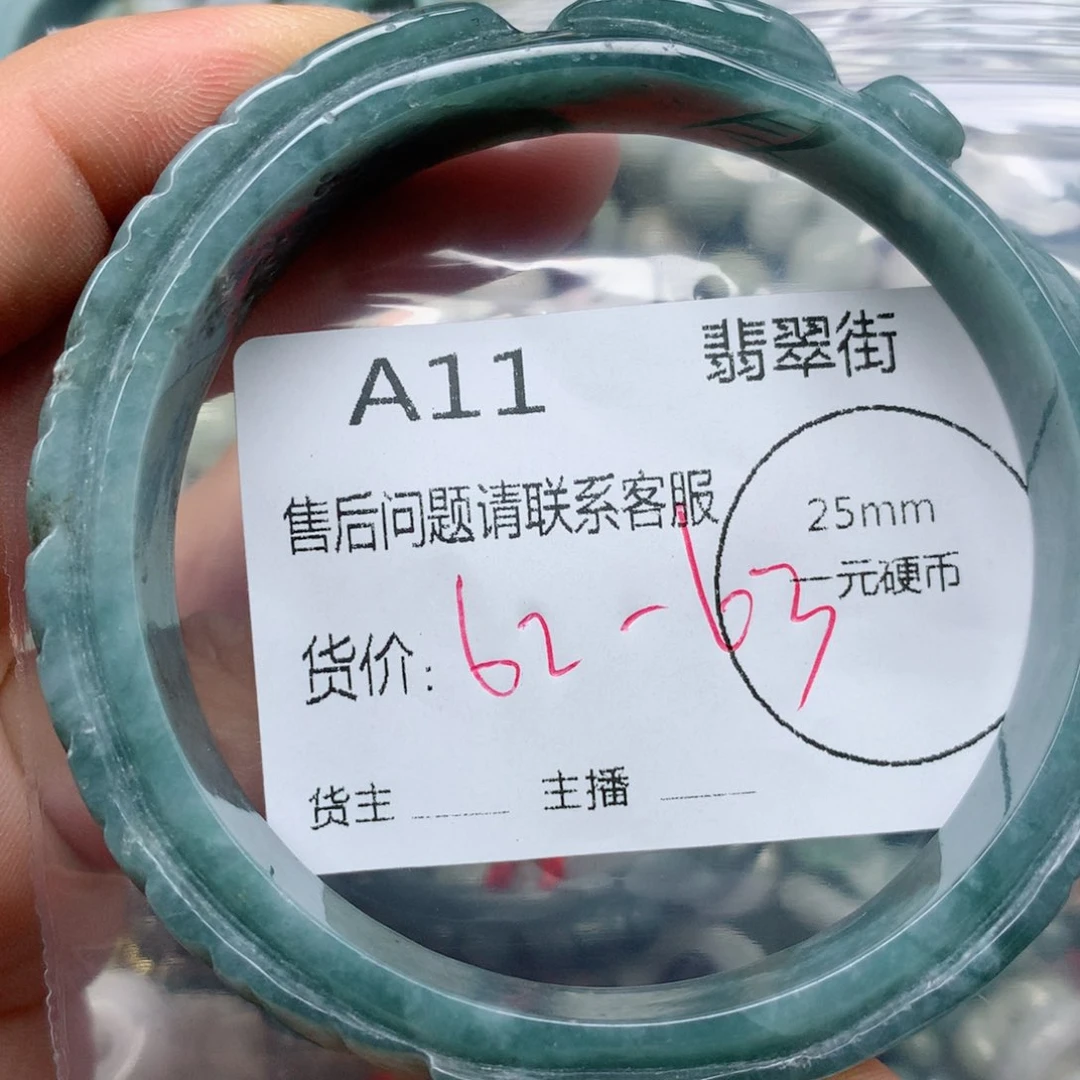 A11 翡翠街
售后问题请联系客服
25mm
一元硬币
货价: 62-63
货主 主播